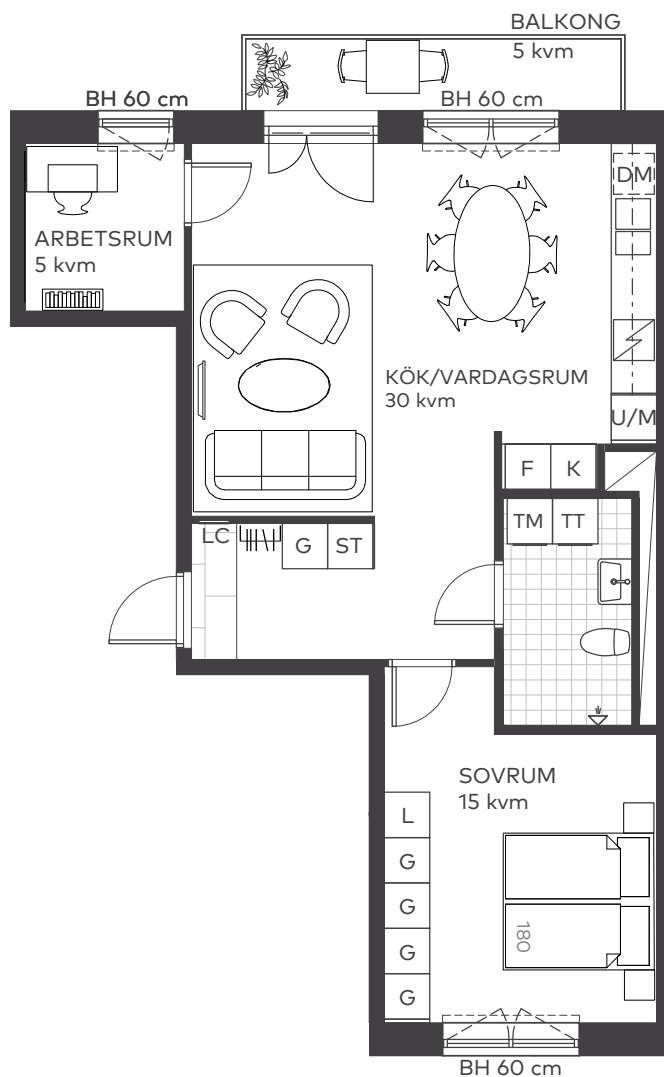 BALKONG
5 kvm
BH 60 cm
BH 60 cm
DM
ARBETSRUM
5 kvm
KÖK/VARDAGSRUM
30 kvm
U/M
F
K
LC
G
ST
TM
TT
SOVRUM
15 kvm
L
G
G
G
G
180
BH 60 cm